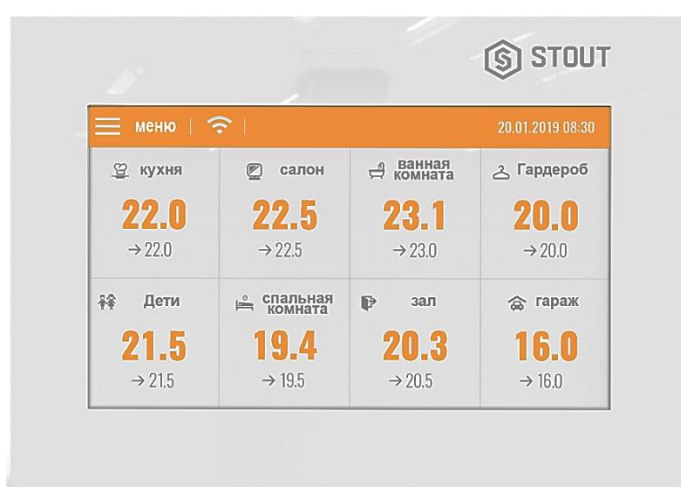 STOUT
меню
20.01.2019 08:30
кухня
салон
ванная
комната
Гардероб
22.0
22.5
23.1
20.0
→22.0
→22.5
→23.0
→20.0
Дети
спальная
комната
зал
гараж
21.5
19.4
20.3
16.0
→21.5
→19.5
→20.5
→16.0